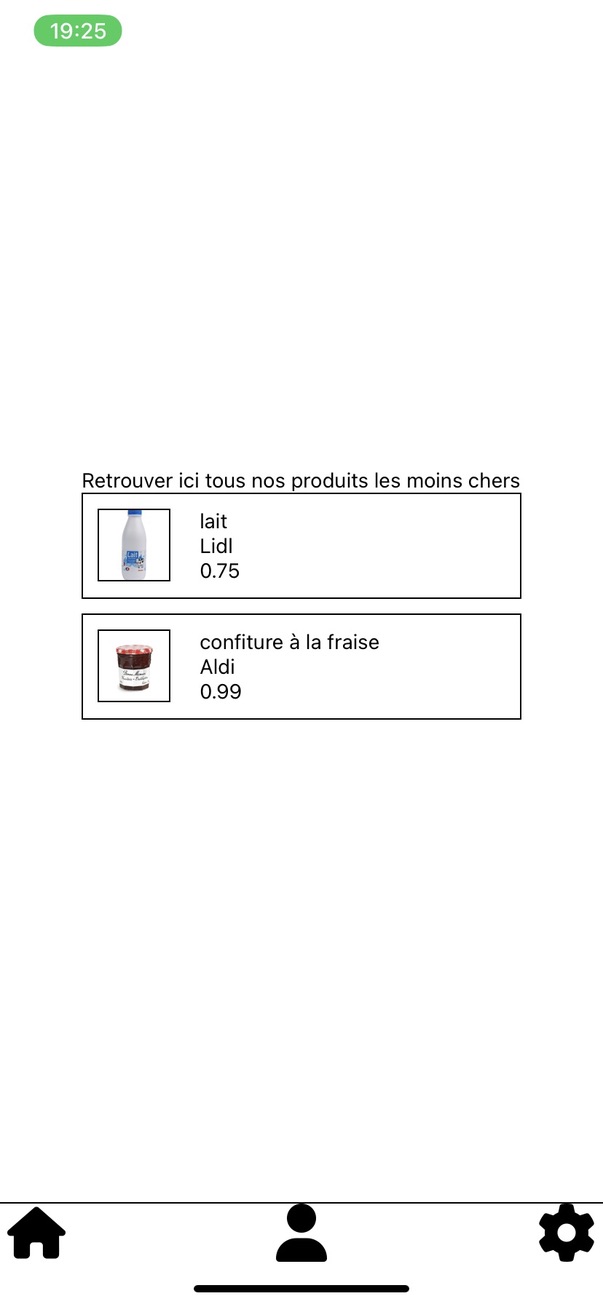 19:25
Retrouver ici tous nos produits les moins chers
lait
Lidl
0.75
confiture à la fraise
Aldi
0.99